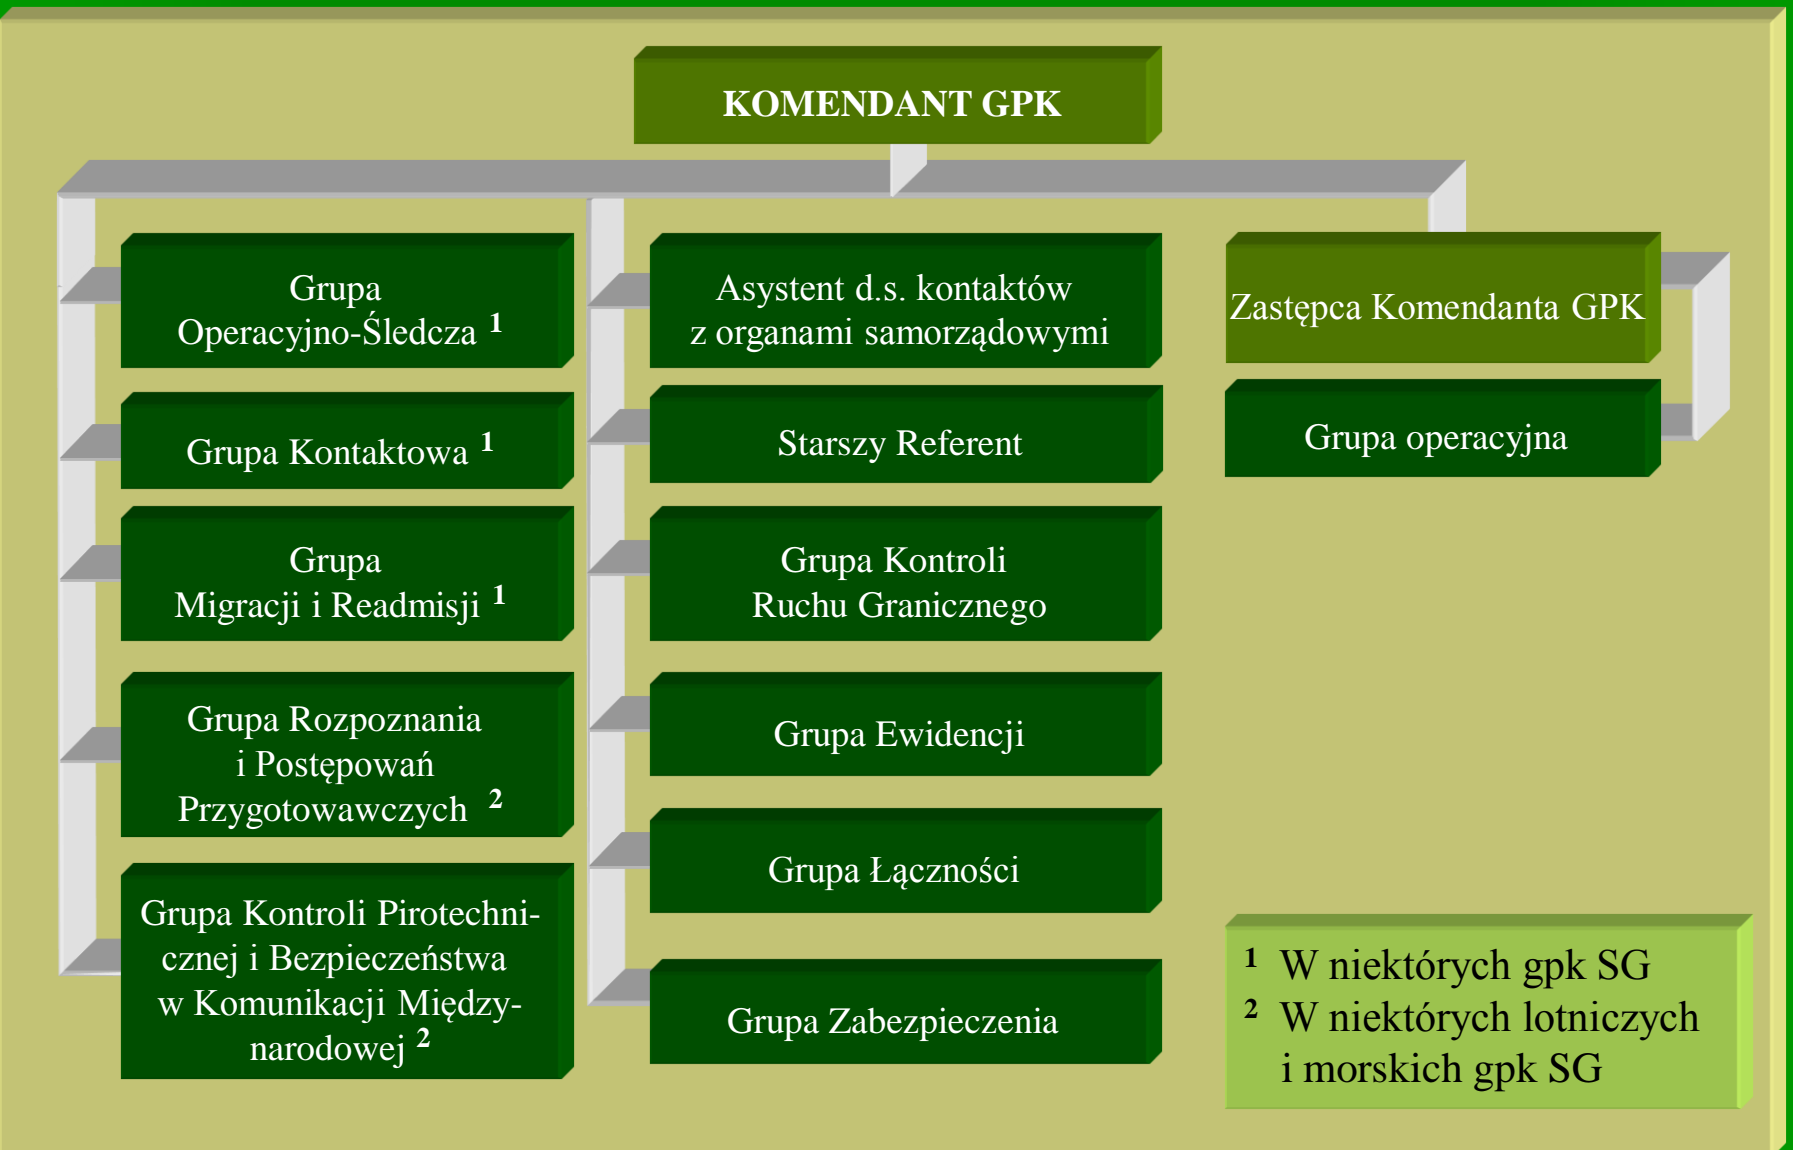 KOMENDANT GPK
Grupa
Operacyjno-Śledcza ¹
Grupa Kontaktowa ¹
Grupa
Migracji i Readmisji ¹
Grupa Rozpoznania
i Postępowań
Przygotowawczych ²
Grupa Kontroli Pirotechni-
cznej i Bezpieczeństwa
w Komunikacji Między-
narodowej ²
Asystent d.s. kontaktów
z organami samorządowymi
Starszy Referent
Grupa Kontroli
Ruchu Granicznego
Grupa Ewidencji
Grupa Łączności
Grupa Zabezpieczenia
Zastępca Komendanta GPK
Grupa operacyjna
¹ W niektórych gpk SG
² W niektórych lotniczych
i morskich gpk SG